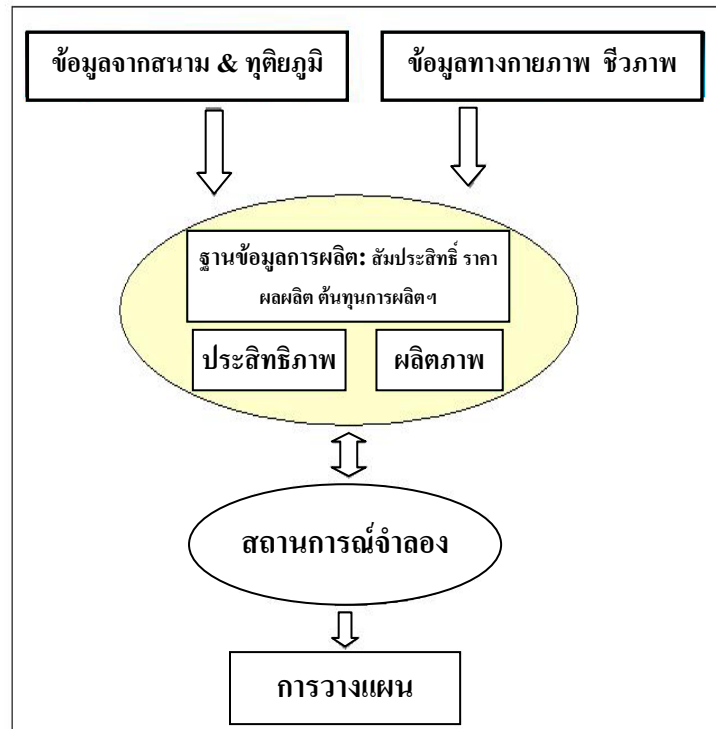 ข้อมูลจากสนาม & ทุติยภูมิ
ข้อมูลทางกายภาพ ชีวภาพ
ฐานข้อมูลการผลิต: สัมประสิทธิ์ ราคา
ผลผลิต ต้นทุนการผลิตฯ
ประสิทธิภาพ
ผลิตภาพ
สถานการณ์จำลอง
การวางแผน